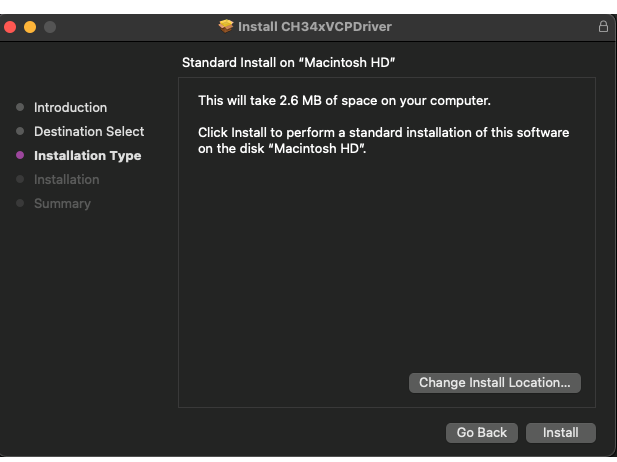 Install CH34xVCPDriver
Standard Install on “Macintosh HD”
Introduction
Destination Select
Installation Type
Installation
Summary
This will take 2.6 MB of space on your computer.
Click Install to perform a standard installation of this software
on the disk “Macintosh HD”.
Change Install Location...
Go Back
Install